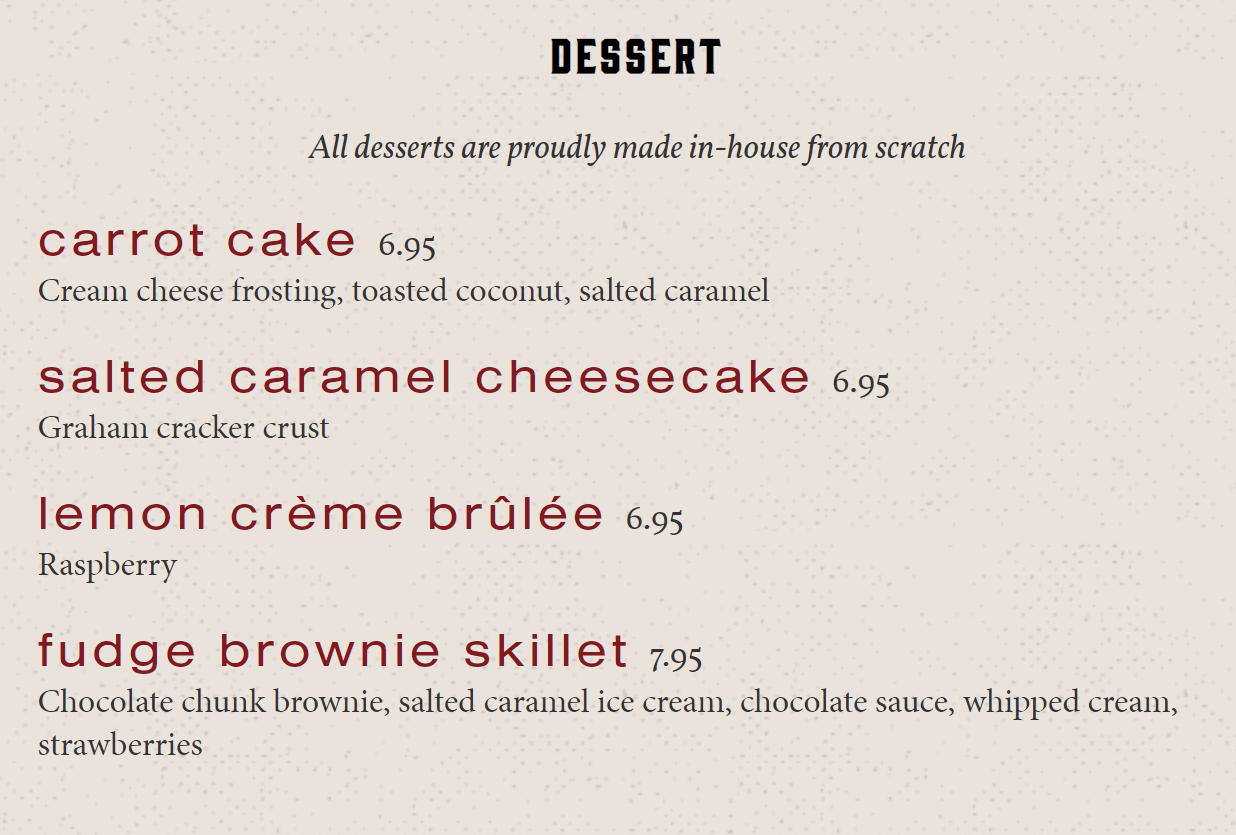 DESSERT
All desserts are proudly made in-house from scratch
carrot cake 6.95
Cream cheese frosting, toasted coconut, salted caramel
salted caramel cheesecake 6.95
Graham cracker crust
lemon crème brûlée 6.95
Raspberry
fudge brownie skillet 7.95
Chocolate chunk brownie, salted caramel ice cream, chocolate sauce, whipped cream,
strawberries